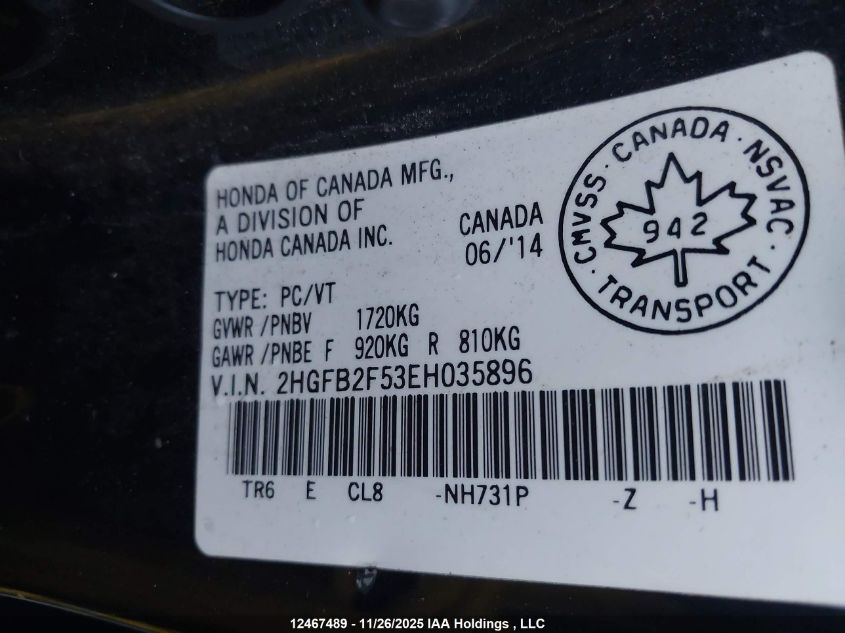 HONDA OF CANADA MFG.,
A DIVISION OF
HONDA CANADA INC.
CANADA
06/'14
CMVSS · CANADA · NSVAC
942
· TRANSPORT ·
TYPE: PC/VT
GVWR /PNBV 1720KG
GAWR /PNBE F 920KG R 810KG
V.I.N. 2HGFB2F53EH035896
TR6 E CL8 -NH731P -Z -H
12467489 - 11/26/2025 IAA Holdings , LLC